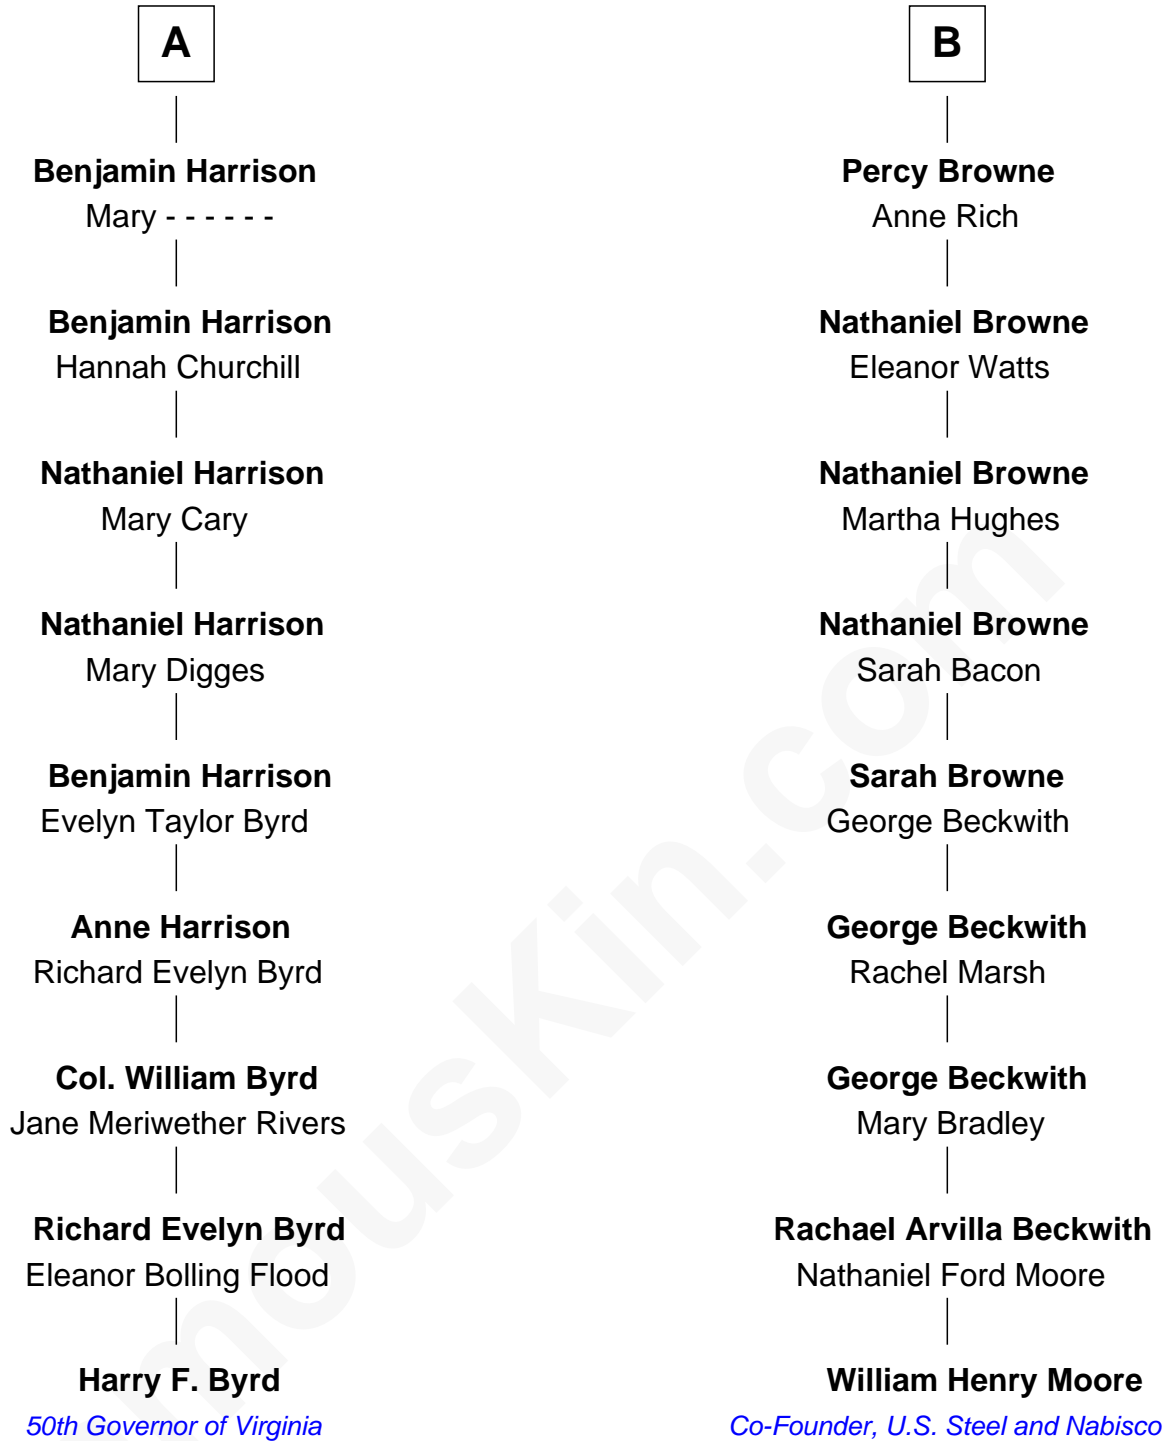 A
Benjamin Harrison
Mary - - - - - -
Benjamin Harrison
Hannah Churchill
Nathaniel Harrison
Mary Cary
Nathaniel Harrison
Mary Digges
Benjamin Harrison
Evelyn Taylor Byrd
Anne Harrison
Richard Evelyn Byrd
Col. William Byrd
Jane Meriwether Rivers
Richard Evelyn Byrd
Eleanor Bolling Flood
Harry F. Byrd
50th Governor of Virginia
B
Percy Browne
Anne Rich
Nathaniel Browne
Eleanor Watts
Nathaniel Browne
Martha Hughes
Nathaniel Browne
Sarah Bacon
Sarah Browne
George Beckwith
George Beckwith
Rachel Marsh
George Beckwith
Mary Bradley
Rachael Arvilla Beckwith
Nathaniel Ford Moore
William Henry Moore
Co-Founder, U.S. Steel and Nabisco
mousKin.com